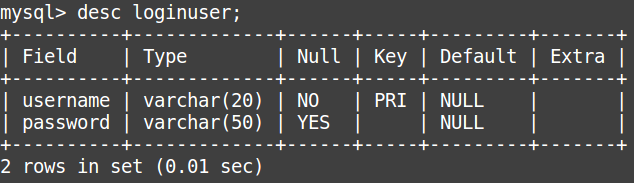 mysql> desc loginuser;
+----------+-------------+------+-----+---------+-------+
| Field    | Type        | Null | Key | Default | Extra |
+----------+-------------+------+-----+---------+-------+
| username | varchar(20) | NO   | PRI | NULL    |       |
| password | varchar(50) | YES  |     | NULL    |       |
+----------+-------------+------+-----+---------+-------+
2 rows in set (0.01 sec)